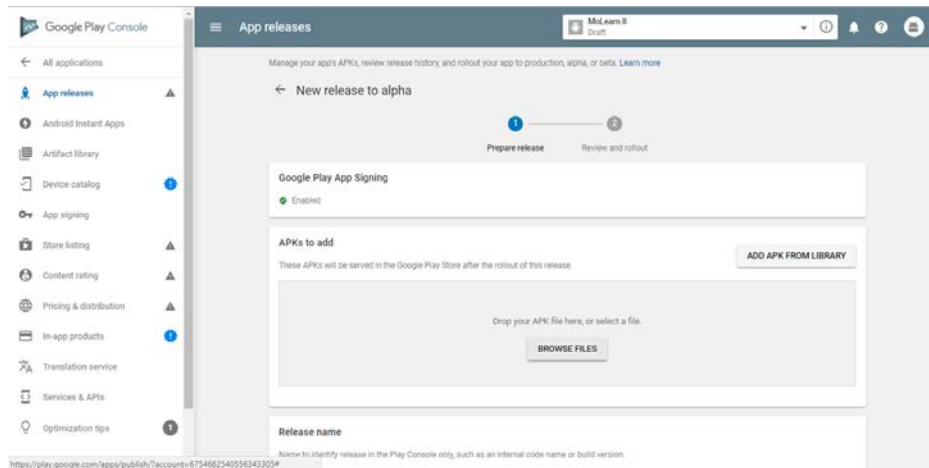 Google Play Console
App releases
MoLearn II
Draft
All applications
App releases
Android Instant Apps
Artifact library
Device catalog
App signing
Store listing
Content rating
Pricing & distribution
In-app products
Translation service
Services & APIs
Optimization tips
1
https://play.google.com/apps/publish/?account=6754682540556343305#
Manage your app's APKs, review release history, and rollout your app to production, alpha, or beta. Learn more
New release to alpha
1
2
Prepare release
Review and rollout
Google Play App Signing
Enabled
APKs to add
These APKs will be served in the Google Play Store after the rollout of this release.
ADD APK FROM LIBRARY
Drop your APK file here, or select a file.
BROWSE FILES
Release name
Name to identify release in the Play Console only, such as an internal code name or build version.